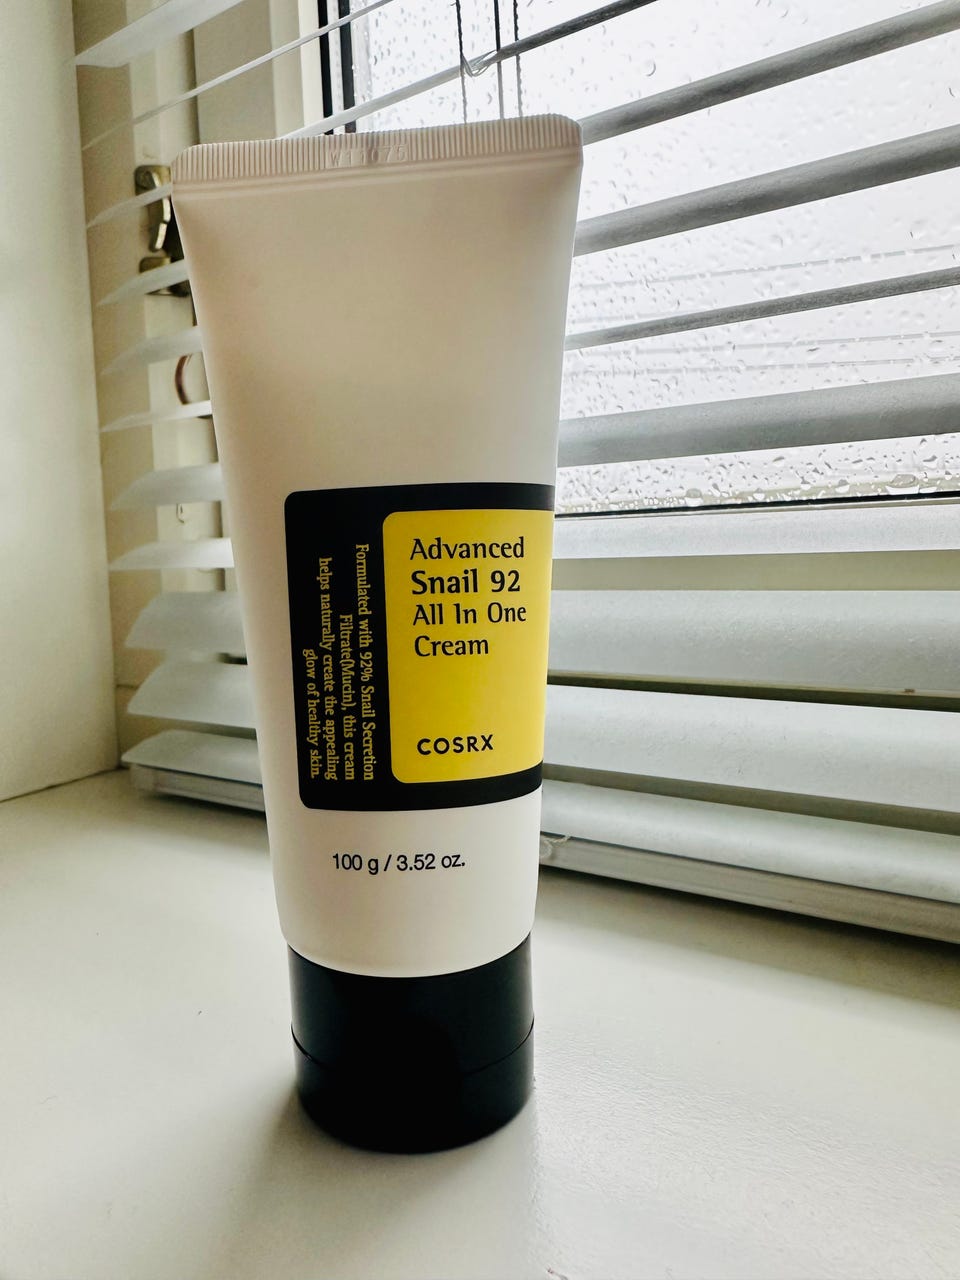 W11075
Advanced
Snail 92
All In One
Cream
COSRX
Formulated with 92% Snail Secretion
Filtrate(Mucin), this cream
helps naturally create the appealing
glow of healthy skin.
100 g / 3.52 oz.